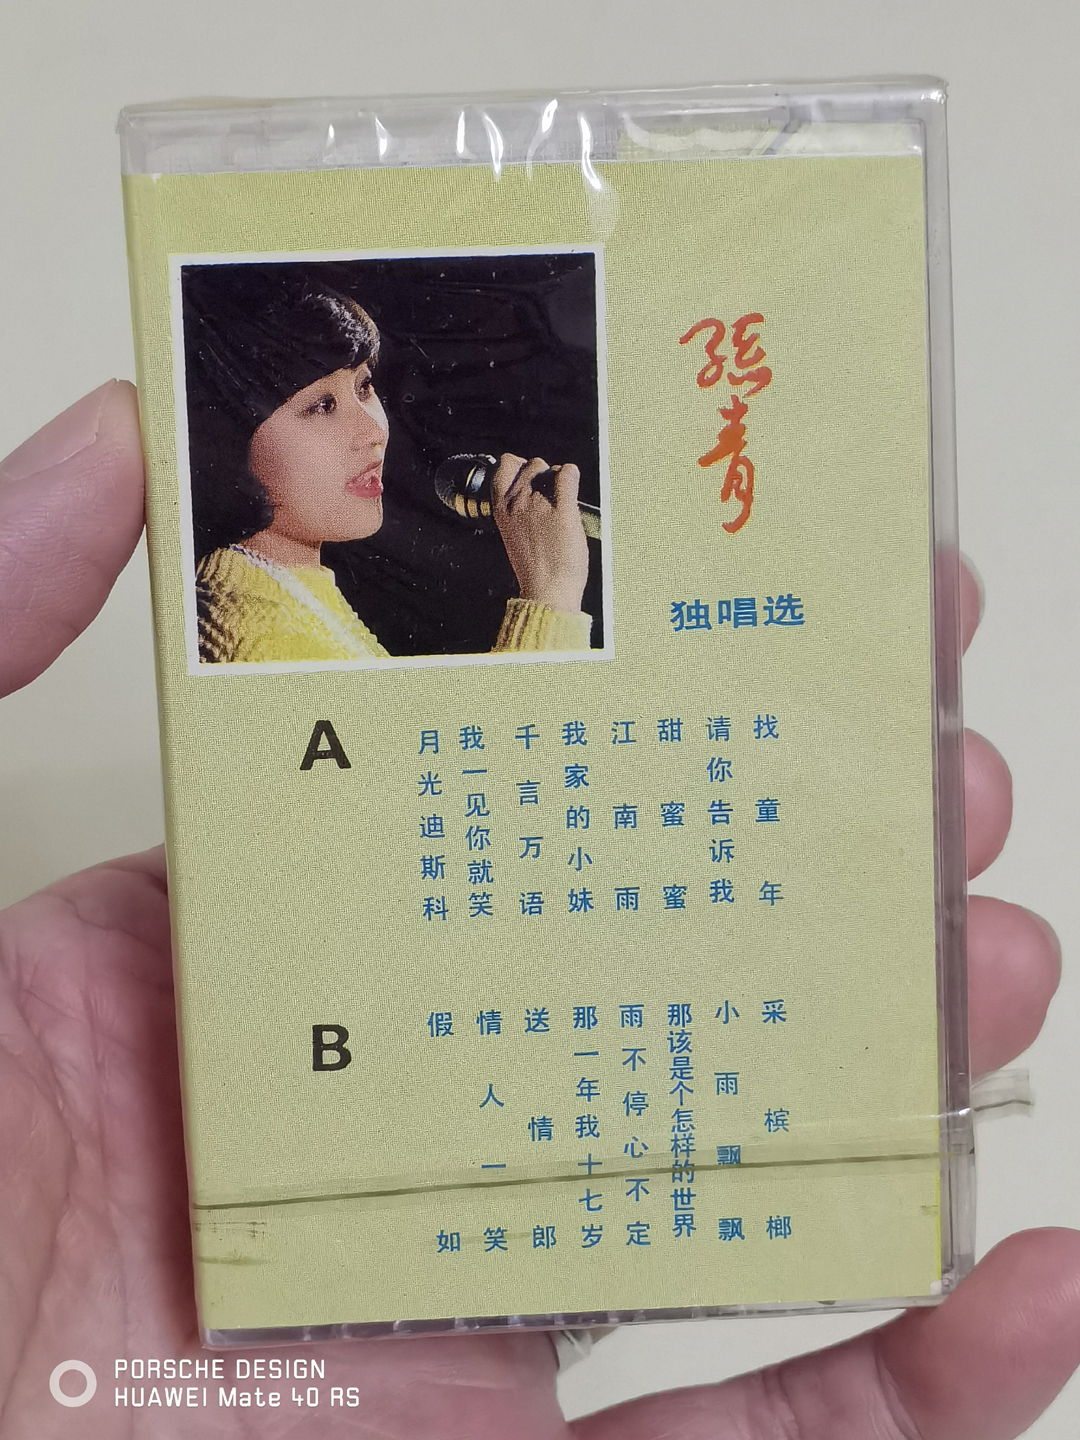 孫青
独唱选
A
月光迪斯科
我一见你就笑
千言万语
我家的小妹
江南雨
甜蜜蜜
请你告诉我
找童年
B
假如
情人一笑
送情郎
那一年我十七岁
雨不停心不定
那该是个怎样的世界
小雨飘飘
采槟榔
PORSCHE DESIGN
HUAWEI Mate 40 RS